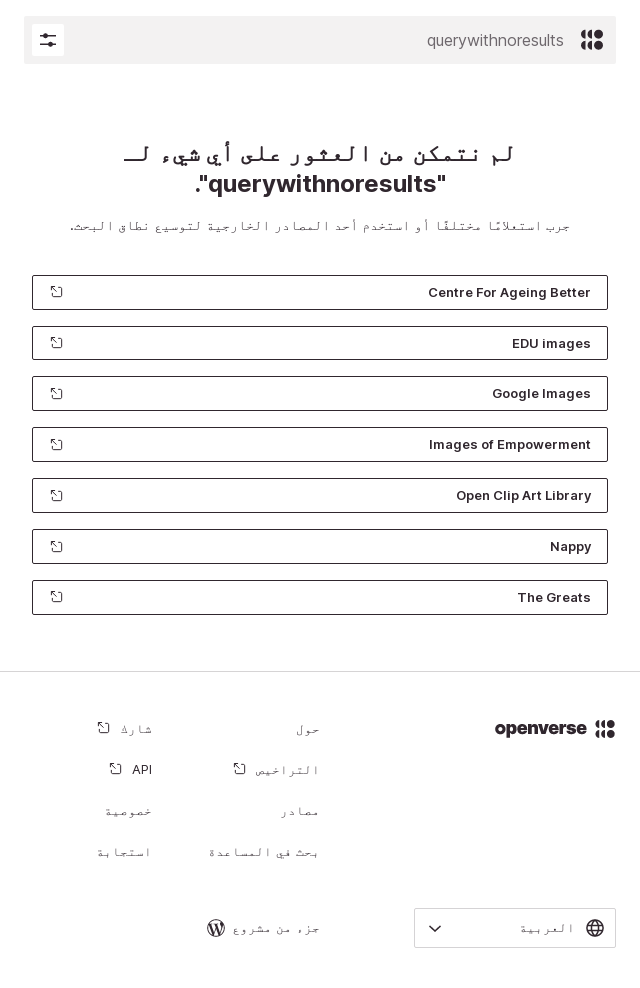 querywithnoresults
لم نتمكن من العثور على أي شيء لـ
"querywithnoresults".
جرب استعلامًا مختلفًا أو استخدم أحد المصادر الخارجية لتوسيع نطاق البحث.
Centre For Ageing Better
EDU images
Google Images
Images of Empowerment
Open Clip Art Library
Nappy
The Greats
openverse
حول
شارك
التراخيص
API
مصادر
خصوصية
بحث في المساعدة
استجابة
العربية
جزء من مشروع